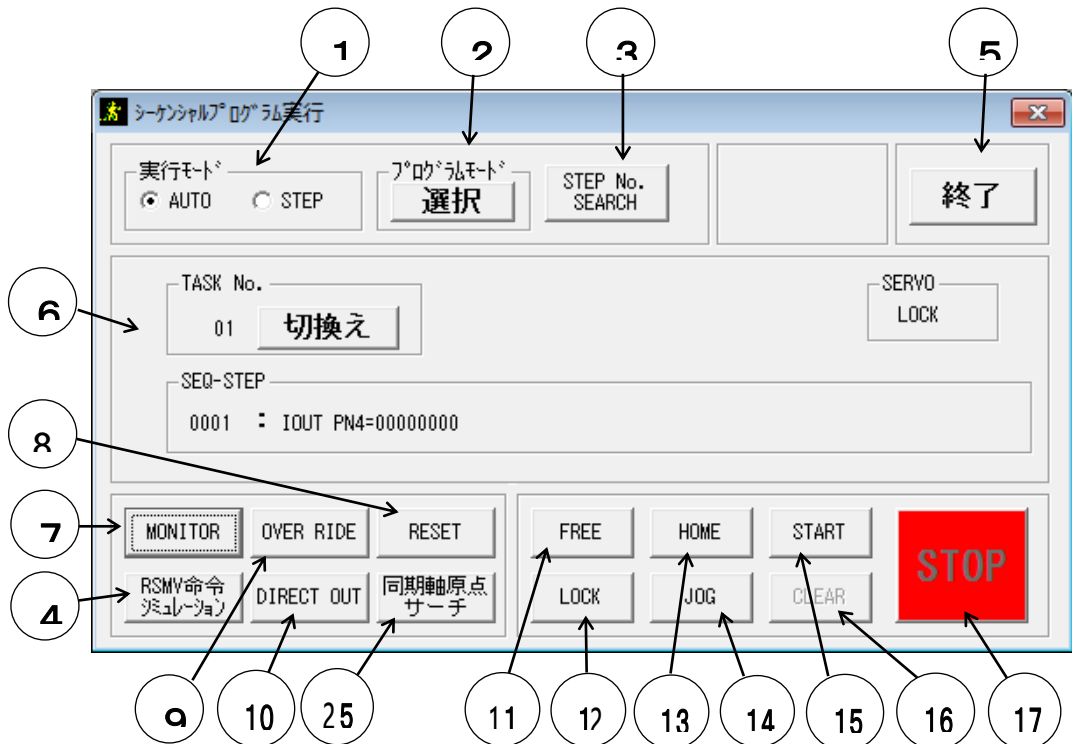 1
2
3
5
シーケンシャルプログラム実行
実行モード
AUTO
STEP
プログラムモード
選択
STEP No.
SEARCH
終了
6
TASK No.
01
切換え
SERVO
LOCK
SEQ-STEP
0001 : IOUT PN4=00000000
8
7
MONITOR
OVER RIDE
RESET
FREE
HOME
START
STOP
4
RSMV命令
シミュレーション
DIRECT OUT
同期軸原点
サーチ
LOCK
JOG
CLEAR
9
10
25
11
12
13
14
15
16
17